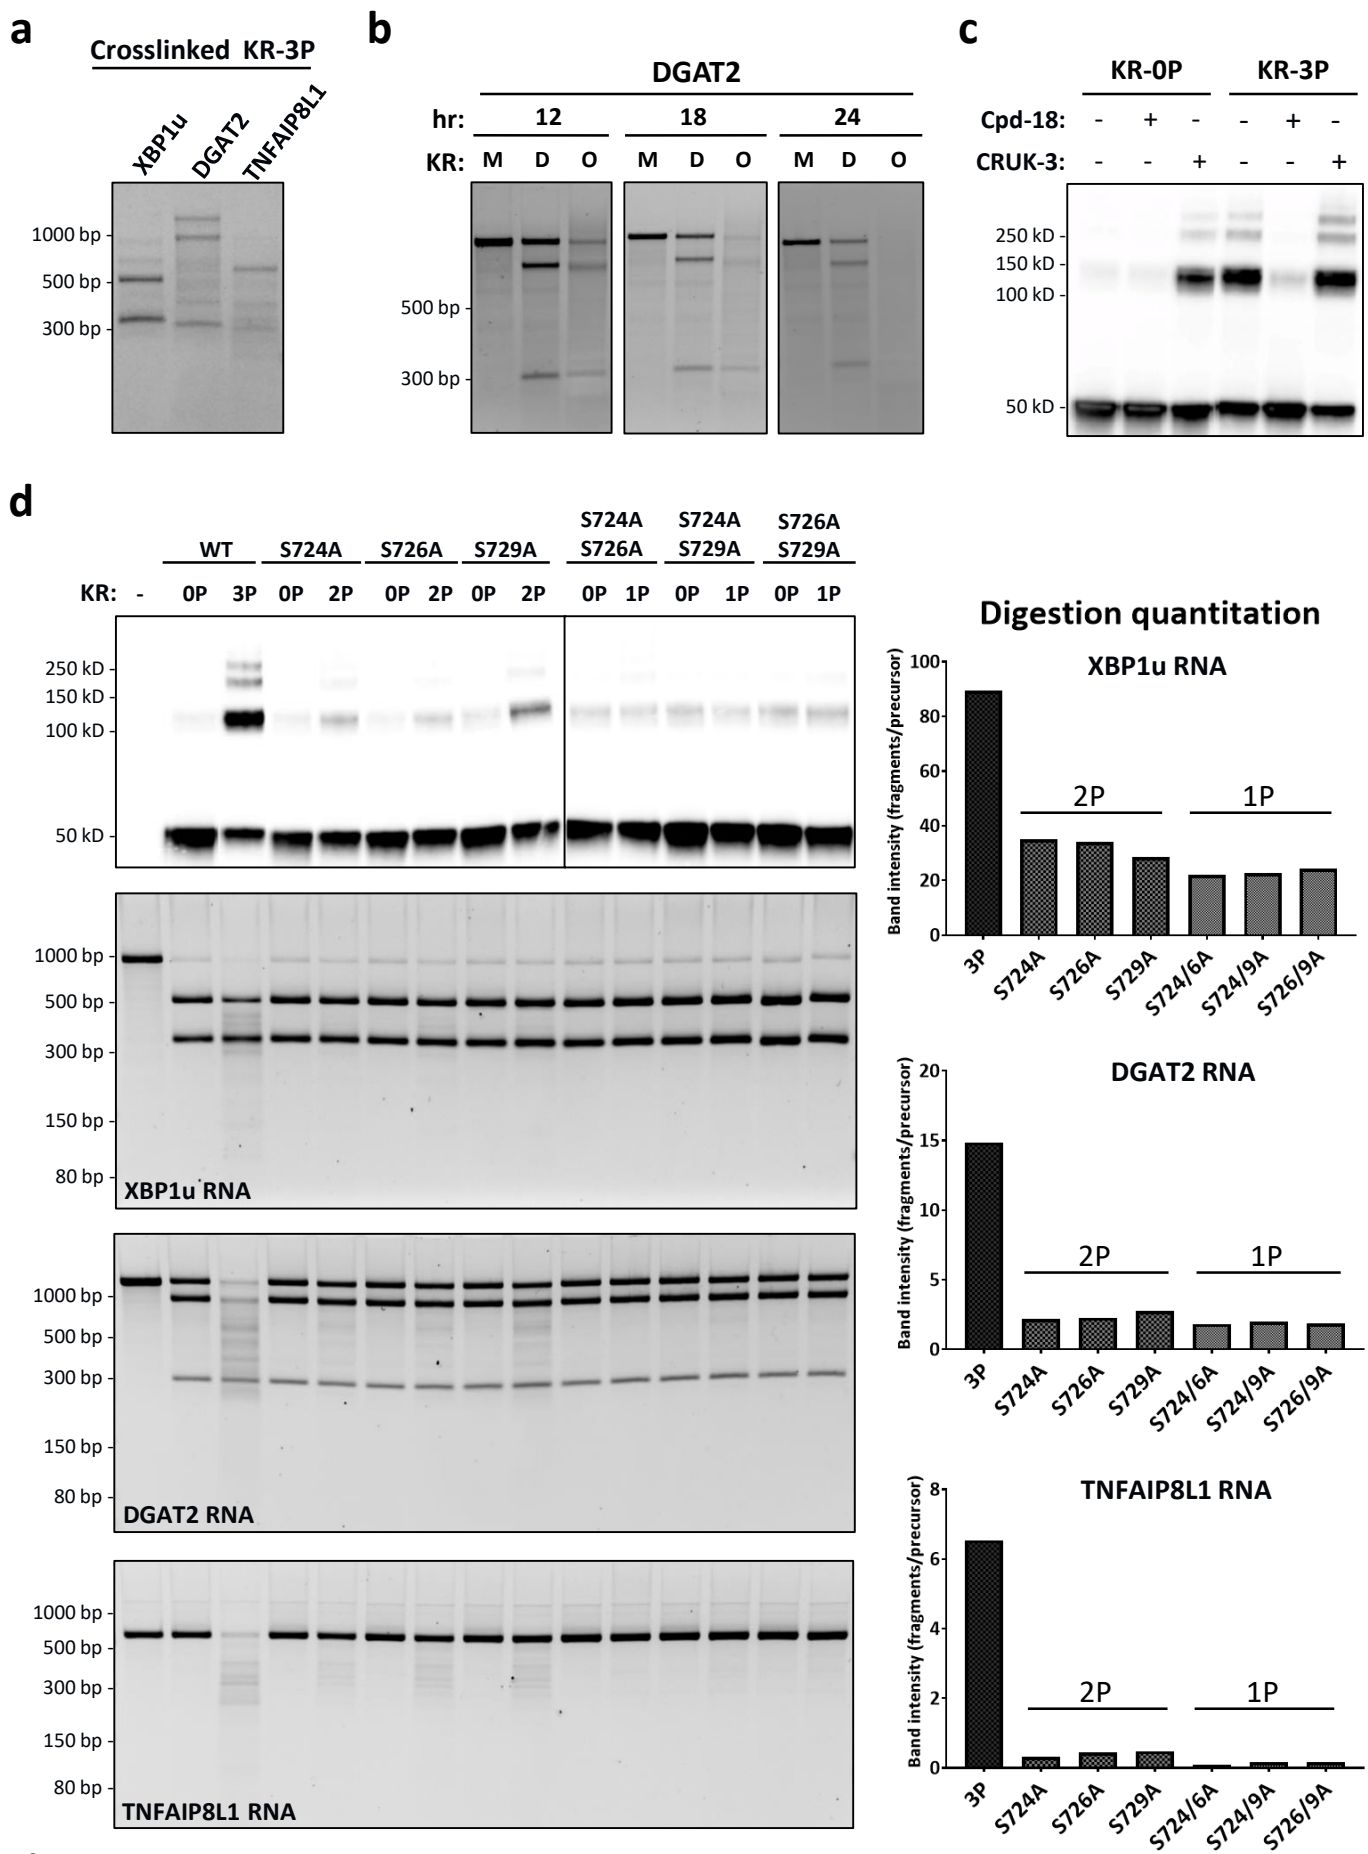 a
Crosslinked KR-3P
XBP1u DGAT2 TNFAIP8L1
1000 bp
500 bp
300 bp
b
DGAT2
hr: 12 18 24
KR: M D O M D O M D O
500 bp
300 bp
c
KR-0P KR-3P
Cpd-18: - + - - + -
CRUK-3: - - + - - +
250 kD
150 kD
100 kD
50 kD
d
WT S724A S726A S729A S724A S726A S724A S729A S726A S729A
KR: - 0P 3P 0P 2P 0P 2P 0P 2P 0P 1P 0P 1P 0P 1P
250 kD
150 kD
100 kD
50 kD
1000 bp
500 bp
300 bp
150 bp
80 bp
XBP1u RNA
1000 bp
500 bp
300 bp
150 bp
80 bp
DGAT2 RNA
1000 bp
500 bp
300 bp
150 bp
80 bp
TNFAIP8L1 RNA
Digestion quantitation
XBP1u RNA
Band intensity (fragments/precursor)
100
80
60
40
20
0
2P 1P
3P S724A S726A S729A S724/6A S724/9A S726/9A
DGAT2 RNA
Band intensity (fragments/precursor)
20
15
10
5
0
2P 1P
3P S724A S726A S729A S724/6A S724/9A S726/9A
TNFAIP8L1 RNA
Band intensity (fragments/precursor)
8
6
4
2
0
2P 1P
3P S724A S726A S729A S724/6A S724/9A S726/9A